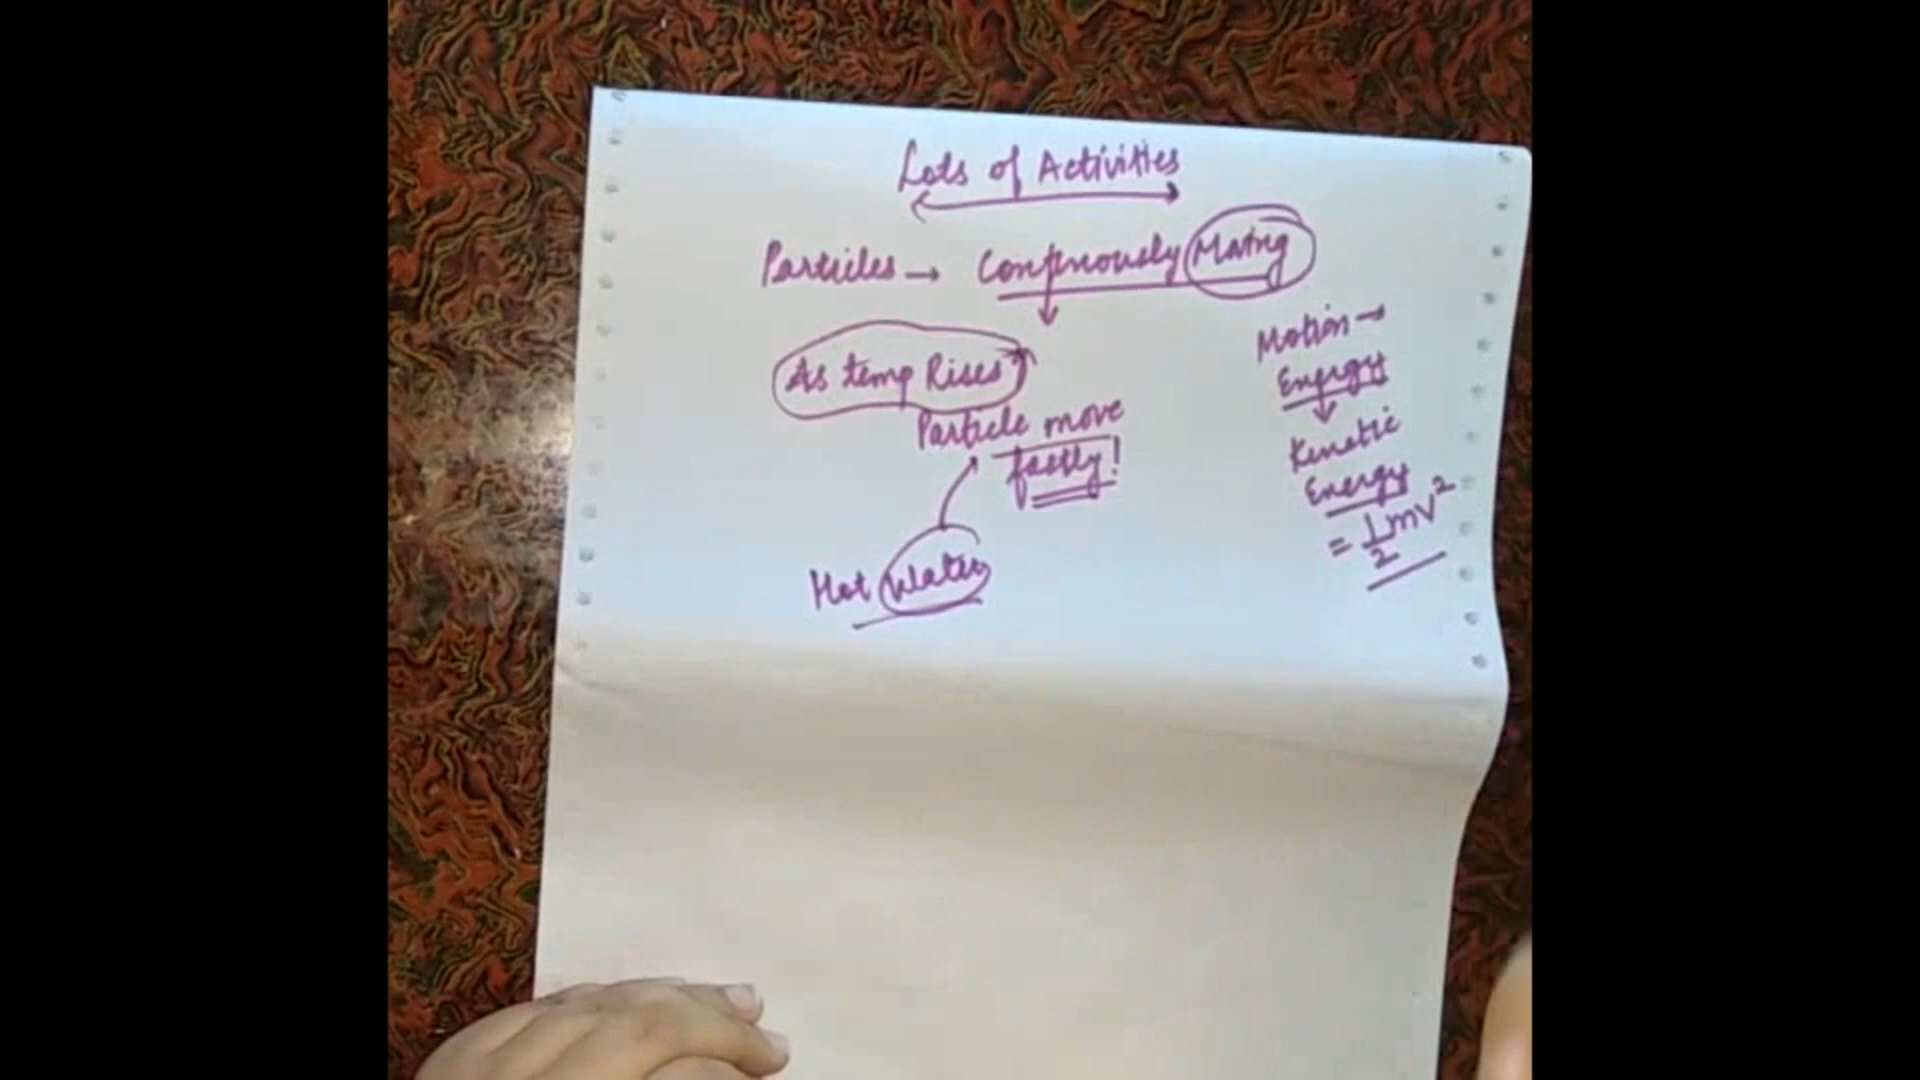 Lots of Activities
Particles → Continuously Moving
As temp Rises ↑
Particle move
fastly!
Hot Water
Motion →
Energy
Kinetic
Energy
= 1/2 mv²